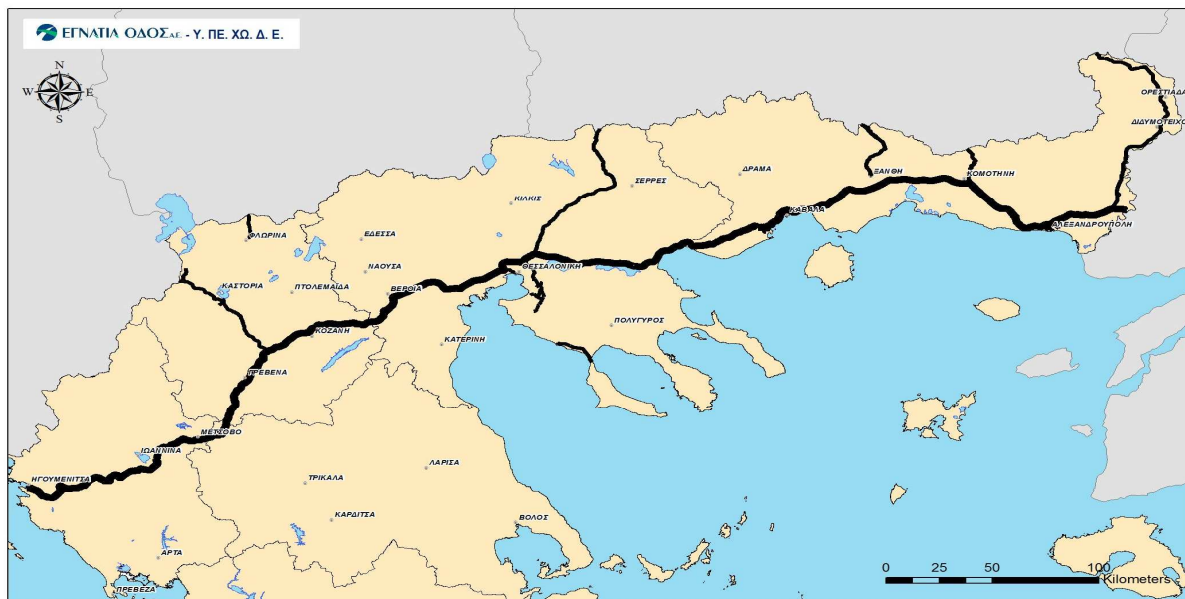 ΕΓΝΑΤΙΑ ΟΔΟΣ Α.Ε. - Υ. ΠΕ. ΧΩ. Δ. Ε.
N
W E
S
ΟΡΕΣΤΙΑΔΑ
ΔΙΔΥΜΟΤΕΙΧΟ
ΞΑΝΘΗ
ΚΟΜΟΤΗΝΗ
ΔΡΑΜΑ
ΣΕΡΡΕΣ
ΚΙΛΚΙΣ
ΚΑΒΑΛΑ
ΑΛΕΞΑΝΔΡΟΥΠΟΛΗ
ΦΛΩΡΙΝΑ
ΕΔΕΣΣΑ
ΝΑΟΥΣΑ
ΘΕΣΣΑΛΟΝΙΚΗ
ΚΑΣΤΟΡΙΑ
ΠΤΟΛΕΜΑΪΔΑ
ΒΕΡΟΙΑ
ΠΟΛΥΓΥΡΟΣ
ΚΟΖΑΝΗ
ΚΑΤΕΡΙΝΗ
ΓΡΕΒΕΝΑ
ΜΕΤΣΟΒΟ
ΙΩΑΝΝΙΝΑ
ΛΑΡΙΣΑ
ΗΓΟΥΜΕΝΙΤΣΑ
ΤΡΙΚΑΛΑ
ΚΑΡΔΙΤΣΑ
ΒΟΛΟΣ
ΑΡΤΑ
ΠΡΕΒΕΖΑ
0 25 50 100
Kilometers